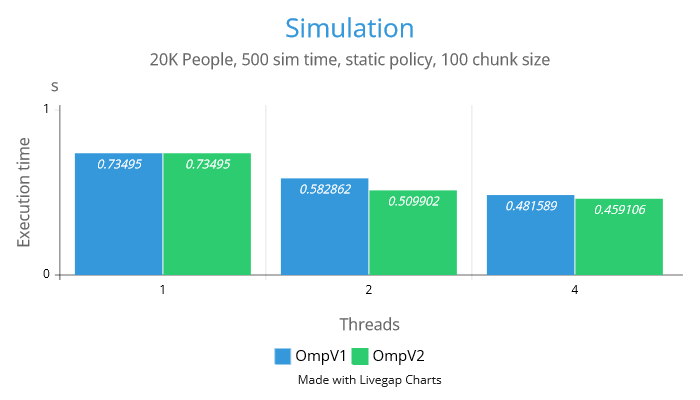 Simulation
20K People, 500 sim time, static policy, 100 chunk size
s
1
Execution time
0.73495 0.73495 0.582862 0.509902 0.481589 0.459106
0
1 2 4
Threads
OmpV1 OmpV2
Made with Livegap Charts